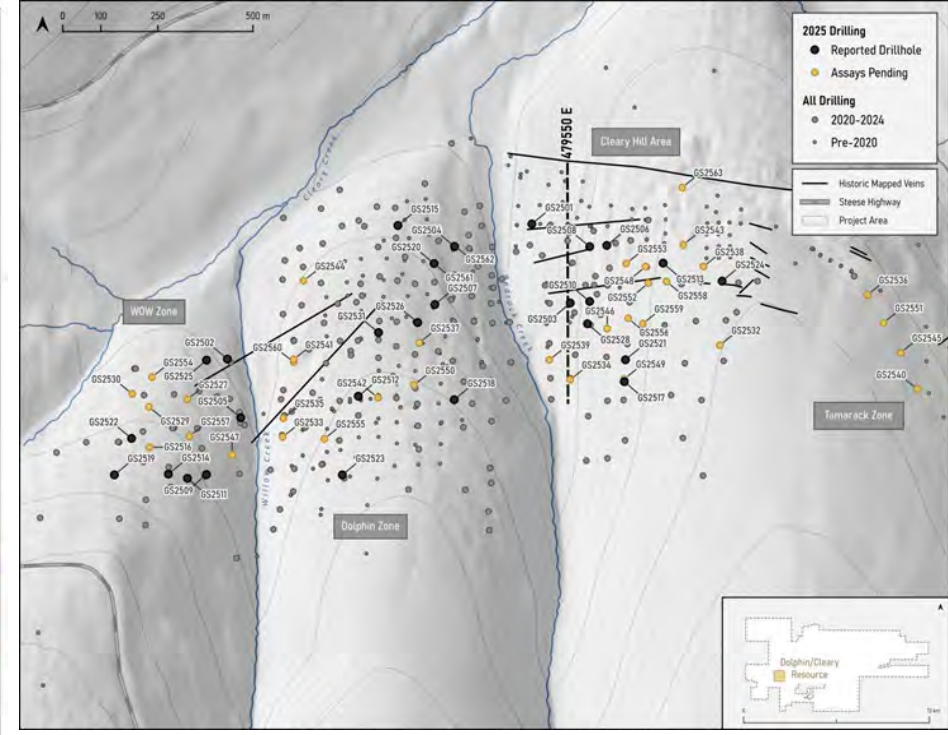 0 100 250 500 m
2025 Drilling
Reported Drillhole
Assays Pending
All Drilling
2020-2024
Pre-2020
Historic Mapped Veins
Steese Highway
Project Area
479550 E
Cleary Hill Area
Cleary Creek
GS2563
GS2515
GS2504
GS2501
GS2520
GS2508
GS2506
GS2543
GS2553
GS2562
GS2538
GS2544
GS2561
GS2524
GS2507
GS2510
GS2548
GS2513
GS2536
GS2526
GS2552
GS2558
WOW Zone
GS2531
GS2503
GS2546
GS2559
GS2551
Bedrock Creek
GS2502
GS2537
GS2556
GS2532
GS2560
GS2541
GS2528
GS2554
GS2539
GS2521
GS2545
GS2525
GS2534
GS2530
GS2527
GS2542
GS2512
GS2550
GS2518
GS2549
GS2540
GS2505
GS2535
GS2517
GS2529
GS2522
GS2557
GS2533
Tamarack Zone
GS2547
GS2555
GS2516
GS2519
GS2514
GS2523
GS2509
GS2511
Willow Creek
Dolphin Zone
Dolphin/Cleary
Resource